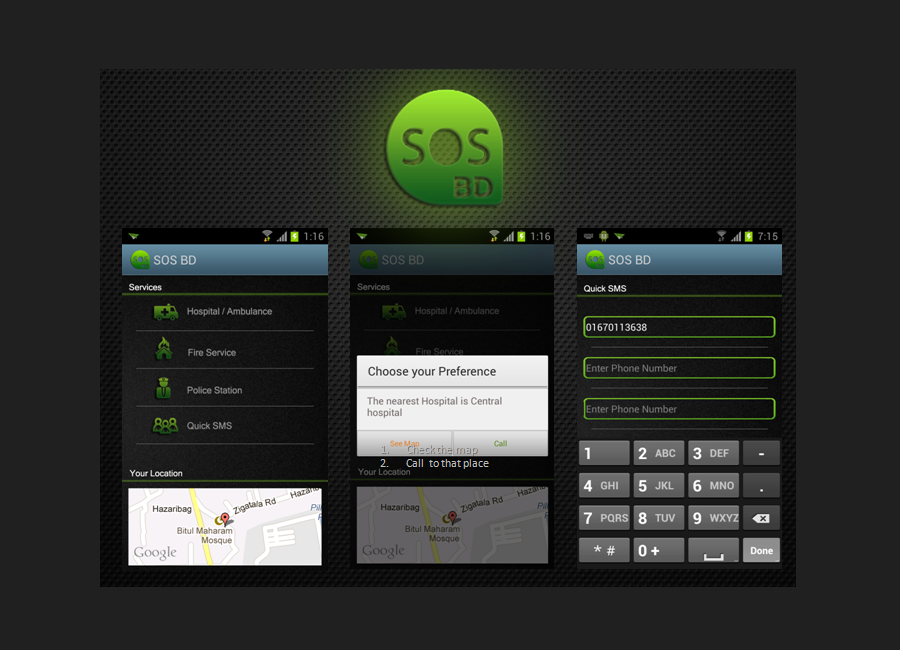 SOS
BD
1:16
SOS BD
Services
Hospital / Ambulance
Fire Service
Police Station
Quick SMS
Your Location
Hazaribag
Zigatala Rd
Hazarib
Pil
Bitul Maharam
Mosque
Google
1:16
SOS BD
Services
Hospital / Ambulance
Fire Service
Choose your Preference
The nearest Hospital is Central
hospital
See Map
Call
1. Check the map
2. Call to that place
Your Location
Hazaribag
Zigatala Rd
Hazarib
Pil
Bitul Maharam
Mosque
Google
7:15
SOS BD
Quick SMS
01670113638
Enter Phone Number
Enter Phone Number
1 2 ABC 3 DEF -
4 GHI 5 JKL 6 MNO .
7 PQRS 8 TUV 9 WXYZ
* # 0 + Done